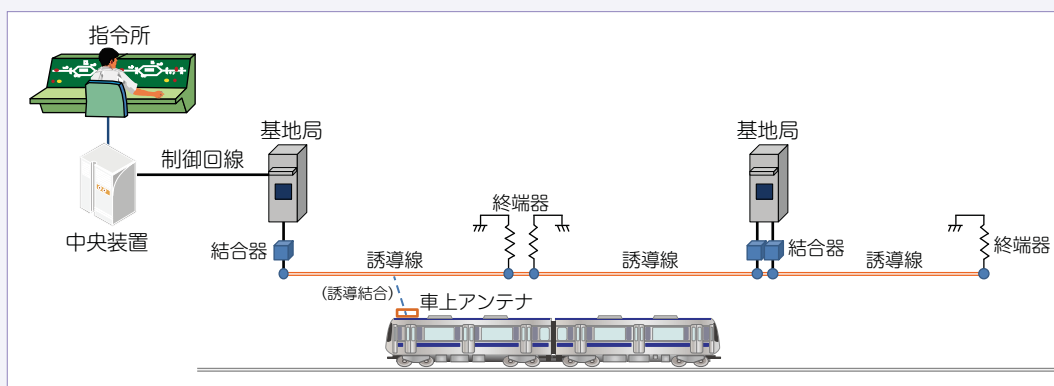 指令所
基地局
基地局
制御回線
終端器
中央装置
結合器
結合器
終端器
誘導線
誘導線
誘導線
(誘導結合)
車上アンテナ